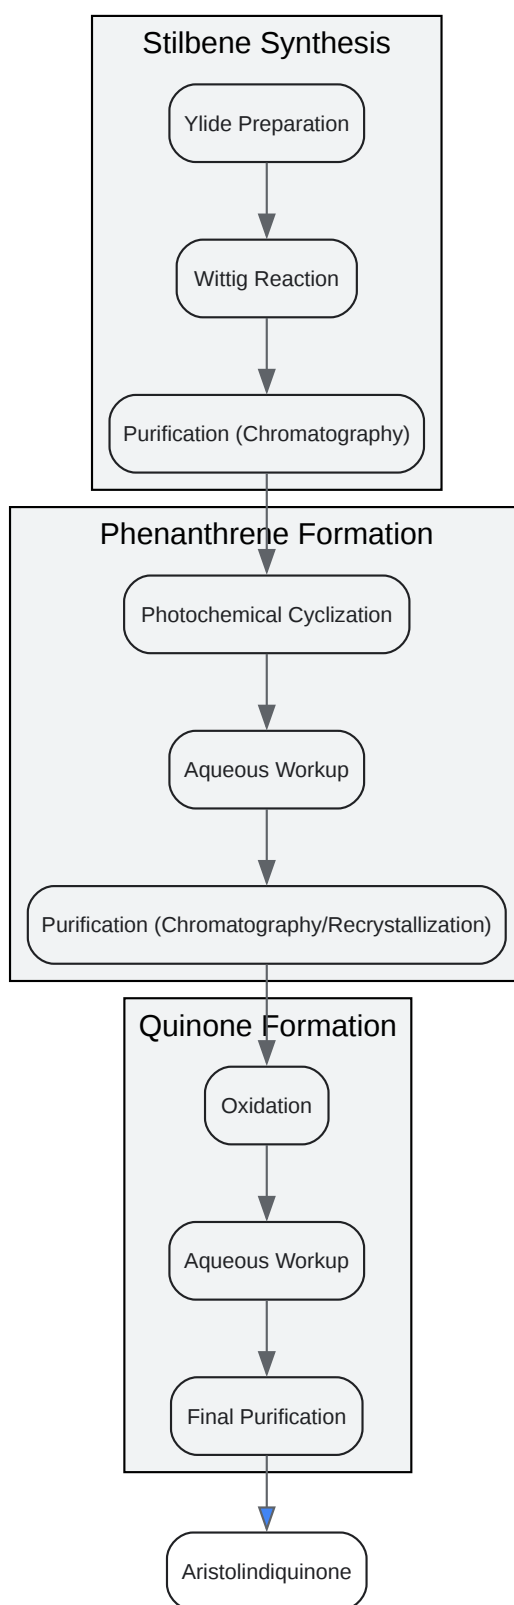 Stilbene Synthesis
Ylide Preparation
Wittig Reaction
Purification (Chromatography)
Phenanthrene Formation
Photochemical Cyclization
Aqueous Workup
Purification (Chromatography/Recrystallization)
Quinone Formation
Oxidation
Aqueous Workup
Final Purification
Aristolindiquinone